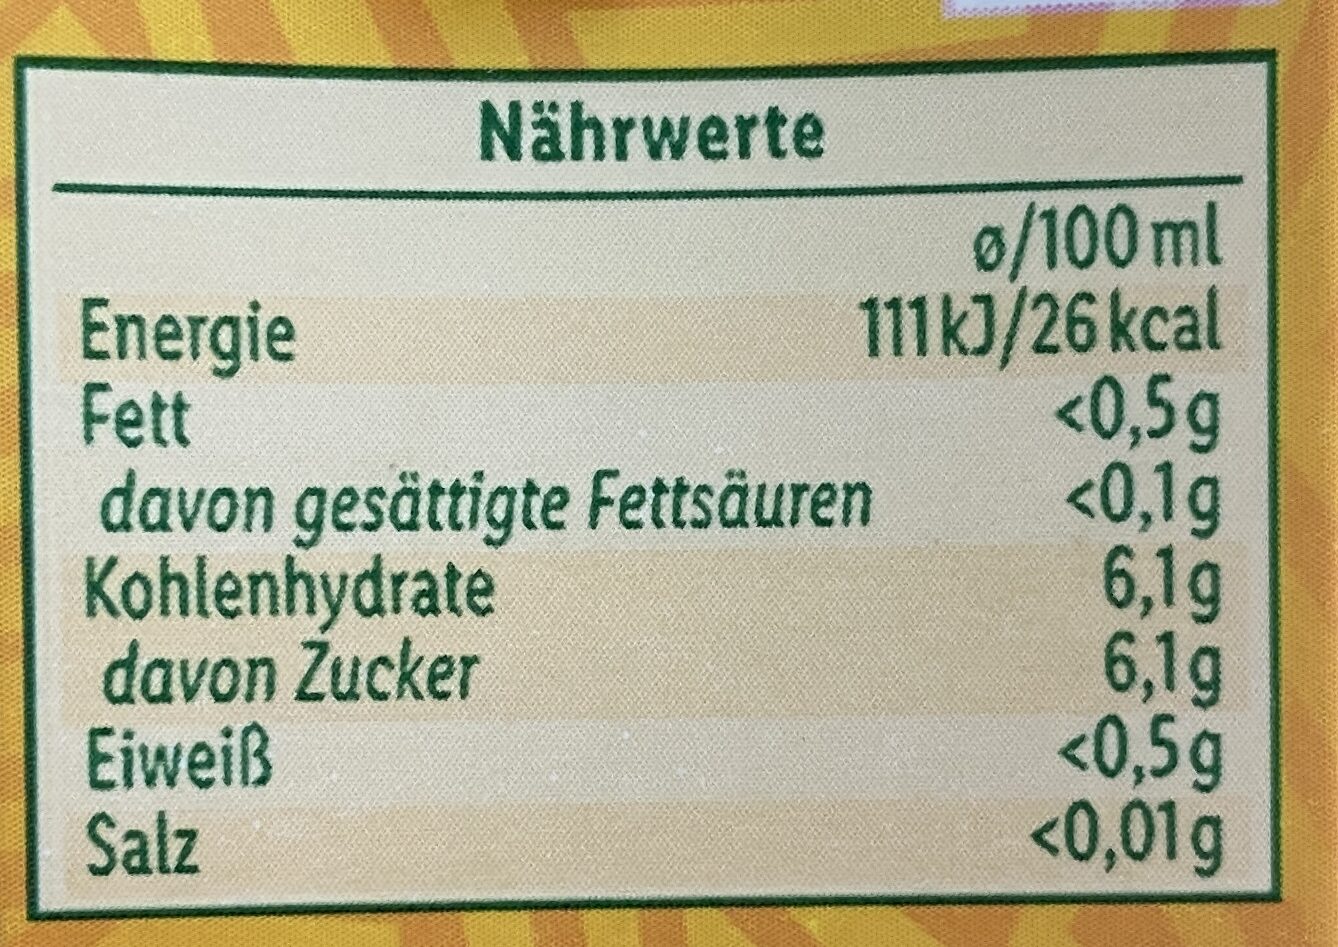 Nährwerte
ø/100 ml
Energie 111 kJ/26 kcal
Fett <0,5 g
davon gesättigte Fettsäuren <0,1 g
Kohlenhydrate 6,1 g
davon Zucker 6,1 g
Eiweiß <0,5 g
Salz <0,01 g